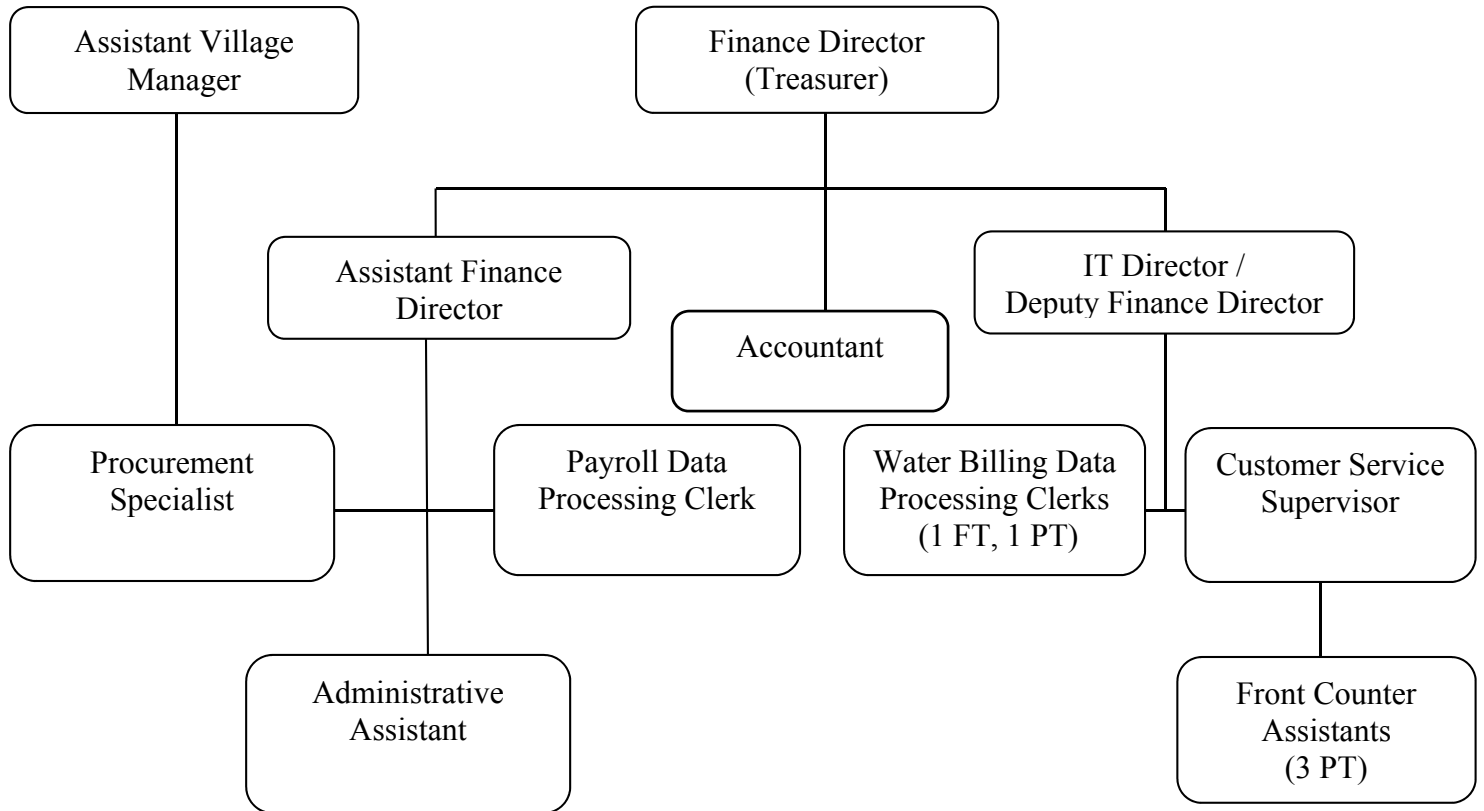 Assistant Village
Manager
Finance Director
(Treasurer)
Assistant Finance
Director
IT Director /
Deputy Finance Director
Accountant
Procurement
Specialist
Payroll Data
Processing Clerk
Water Billing Data
Processing Clerks
(1 FT, 1 PT)
Customer Service
Supervisor
Administrative
Assistant
Front Counter
Assistants
(3 PT)